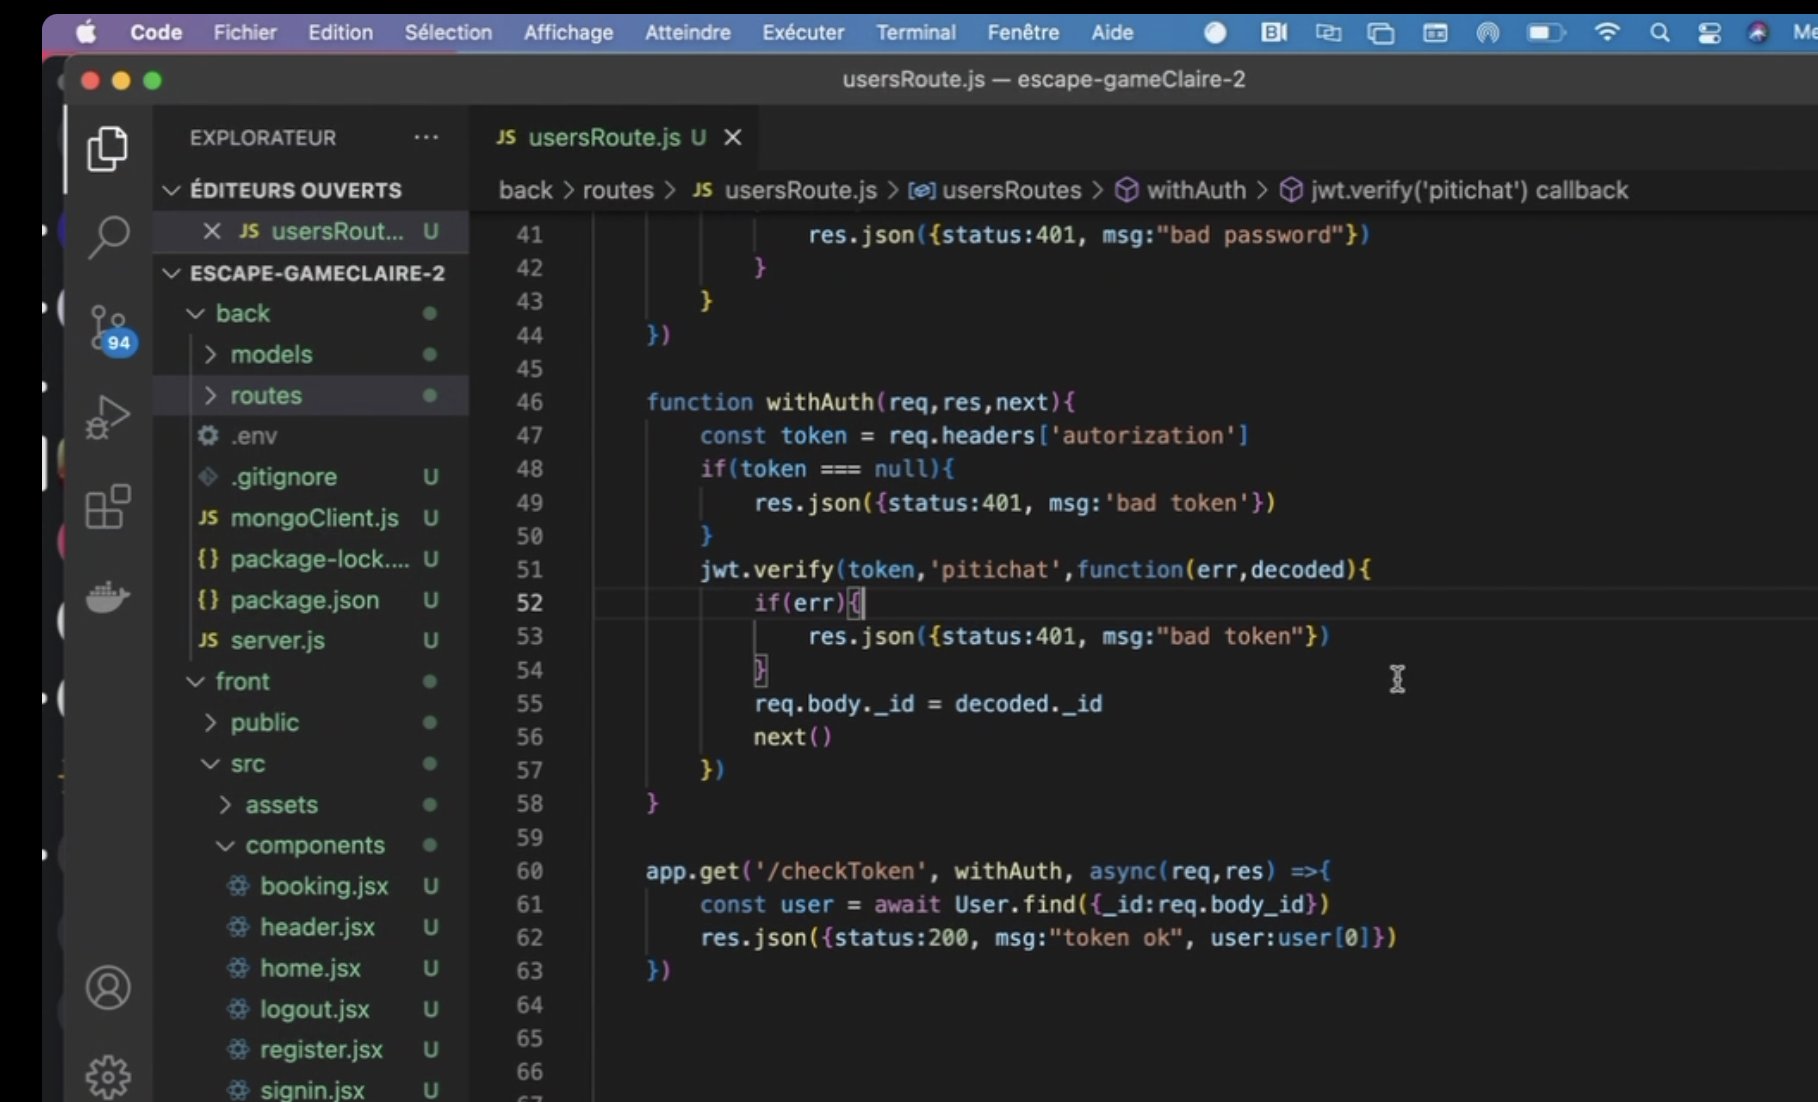 Code Fichier Edition Sélection Affichage Atteindre Exécuter Terminal Fenêtre Aide Me
usersRoute.js — escape-gameClaire-2
EXPLORATEUR ···
ÉDITEURS OUVERTS
JS usersRout... U
ESCAPE-GAMECLAIRE-2
back
models
routes
.env
.gitignore U
JS mongoClient.js U
{} package-lock.... U
{} package.json U
JS server.js U
front
public
src
assets
components
booking.jsx U
header.jsx U
home.jsx U
logout.jsx U
register.jsx U
signin.jsx U
94
JS usersRoute.js U
back > routes > JS usersRoute.js > usersRoutes > withAuth > jwt.verify('pitichat') callback
41 res.json({status:401, msg:"bad password"})
42 }
43 }
44 })
45
46 function withAuth(req,res,next){
47 const token = req.headers['autorization']
48 if(token === null){
49 res.json({status:401, msg:'bad token'})
50 }
51 jwt.verify(token,'pitichat',function(err,decoded){
52 if(err){
53 res.json({status:401, msg:"bad token"})
54 }
55 req.body._id = decoded._id
56 next()
57 })
58 }
59
60 app.get('/checkToken', withAuth, async(req,res) =>{
61 const user = await User.find({_id:req.body_id})
62 res.json({status:200, msg:"token ok", user:user[0]})
63 })
64
65
66